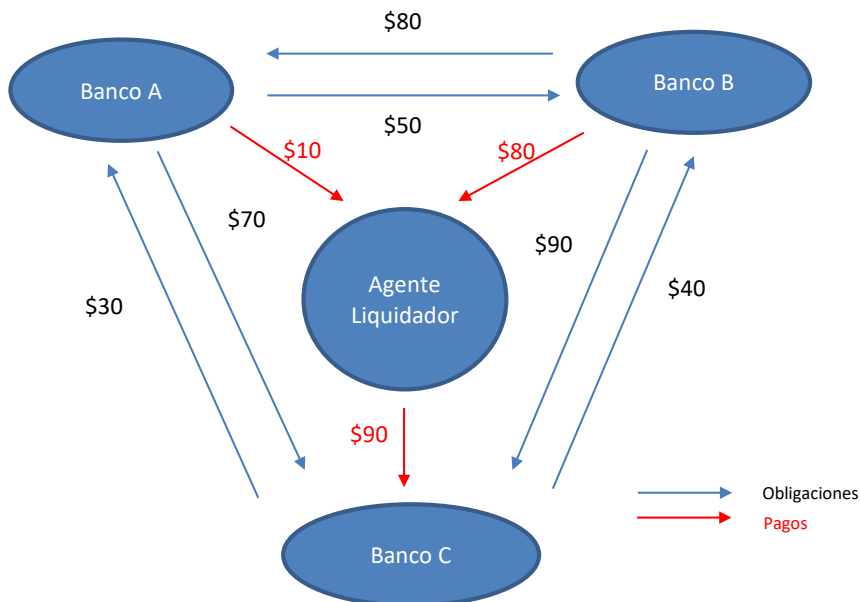 $80
Banco A
Banco B
$50
$10
$80
$70
$90
Agente
Liquidador
$30
$40
$90
Obligaciones
Pagos
Banco C